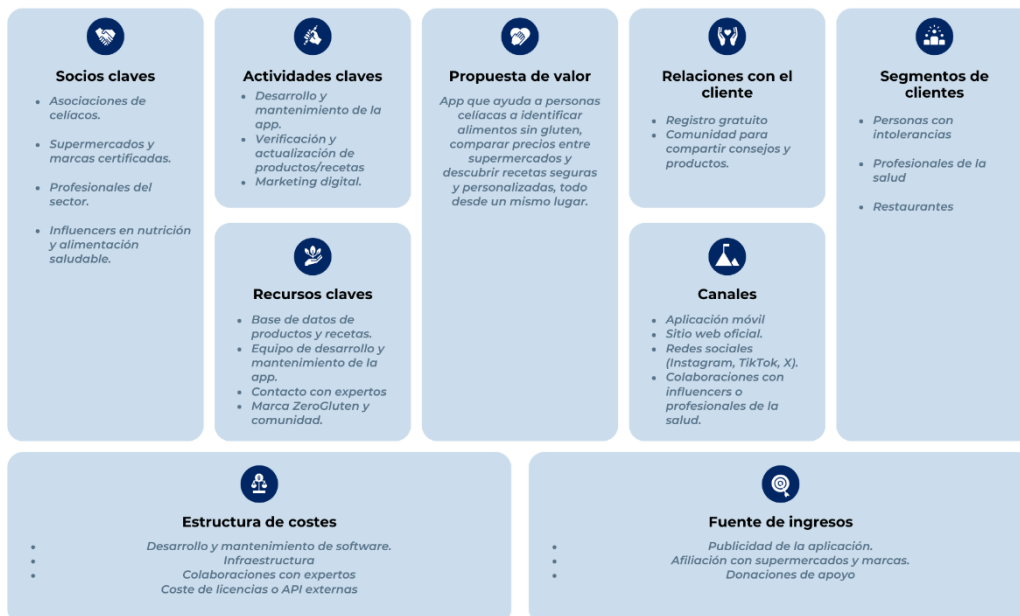 Socios claves
Asociaciones de
celíacos.
Supermercados y
marcas certificadas.
Profesionales del
sector.
Influencers en nutrición
y alimentación
saludable.
Actividades claves
Desarrollo y
mantenimiento de la
app.
Verificación y
actualización de
productos/recetas
Marketing digital.
Recursos claves
Base de datos de
productos y recetas.
Equipo de desarrollo y
mantenimiento de la
app.
Contacto con expertos
Marca ZeroGluten y
comunidad.
Propuesta de valor
App que ayuda a personas
celíacas a identificar
alimentos sin gluten,
comparar precios entre
supermercados y
descubrir recetas seguras
y personalizadas, todo
desde un mismo lugar.
Relaciones con el
cliente
Registro gratuito
Comunidad para
compartir consejos y
productos.
Canales
Aplicación móvil
Sitio web oficial.
Redes sociales
(Instagram, TikTok, X).
Colaboraciones con
influencers o
profesionales de la
salud.
Segmentos de
clientes
Personas con
intolerancias
Profesionales de la
salud
Restaurantes
Estructura de costes
Desarrollo y mantenimiento de software.
Infraestructura
Colaboraciones con expertos
Coste de licencias o API externas
Fuente de ingresos
Publicidad de la aplicación.
Afiliación con supermercados y marcas.
Donaciones de apoyo